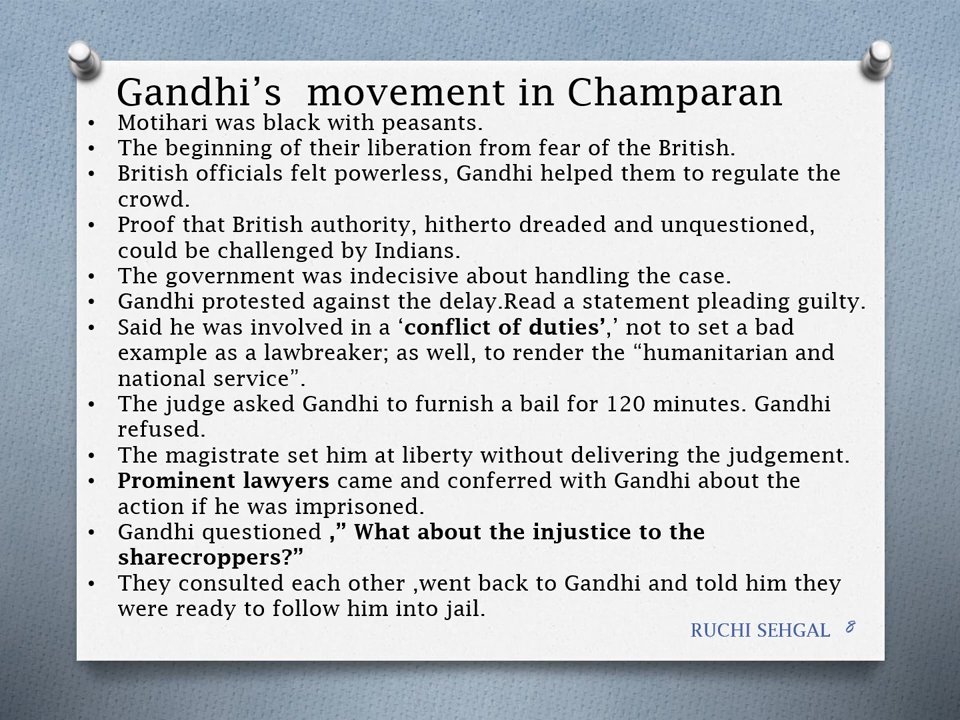 Gandhi’s  movement in Champaran
• Motihari was black with peasants.
• The beginning of their liberation from fear of the British.
• British officials felt powerless, Gandhi helped them to regulate the
crowd.
• Proof that British authority, hitherto dreaded and unquestioned,
could be challenged by Indians.
• The government was indecisive about handling the case.
• Gandhi protested against the delay.Read a statement pleading guilty.
• Said he was involved in a ‘conflict of duties’,’ not to set a bad
example as a lawbreaker; as well, to render the “humanitarian and
national service”.
• The judge asked Gandhi to furnish a bail for 120 minutes. Gandhi
refused.
• The magistrate set him at liberty without delivering the judgement.
• Prominent lawyers came and conferred with Gandhi about the
action if he was imprisoned.
• Gandhi questioned ,” What about the injustice to the
sharecroppers?”
• They consulted each other ,went back to Gandhi and told him they
were ready to follow him into jail.
RUCHI SEHGAL 8